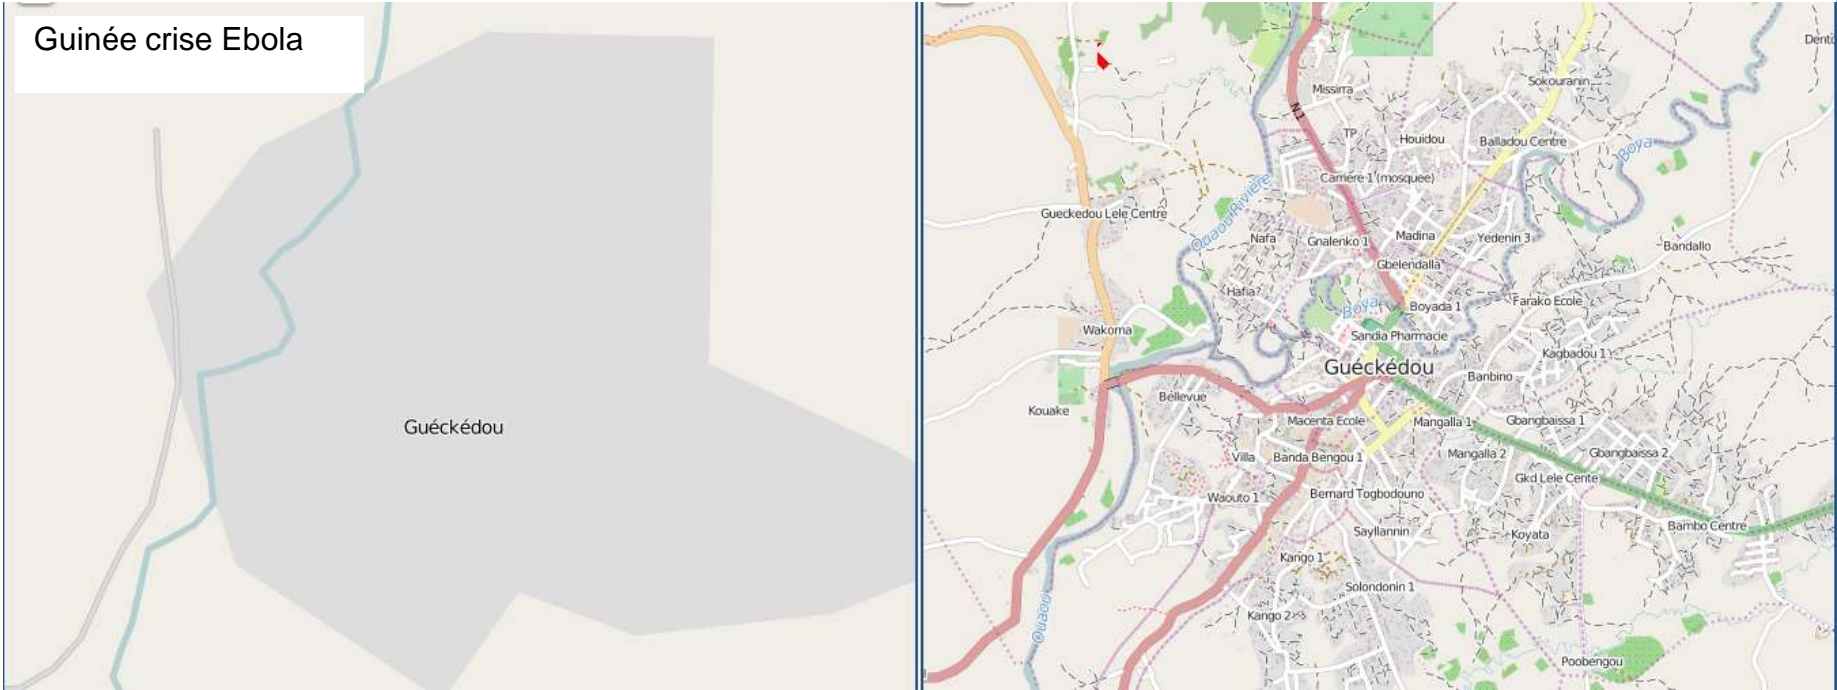 Guinée crise Ebola
Guéckédou
Dento
Sokouranin
Missirra
N1
TP
Houidou
Balladou Centre
Boya
Carriere 1 (mosquee)
Gueckedou Lele Centre
Ouaou Rivière
Nafa
Gnalenko 1
Madina
Yedenin 3
Bandallo
Gbelendalla
Hafia?
Boya
Boyada 1
Farako Ecole
Wakoma
Sandia Pharmacie
Kagbadou 1
Guéckédou
Banbino
Bellevue
Kouake
Macenta Ecole
Mangalla 1
Gbangbaissa 1
Villa
Banda Bengou 1
Mangalla 2
Gbangbaissa 2
Gkd Lele Cente
Waouto 1
Bernard Togbodouno
Bambo Centre
Sayllannin
Koyata
Kango 1
Solondonin 1
Ouaou
Kango 2
Poobengou